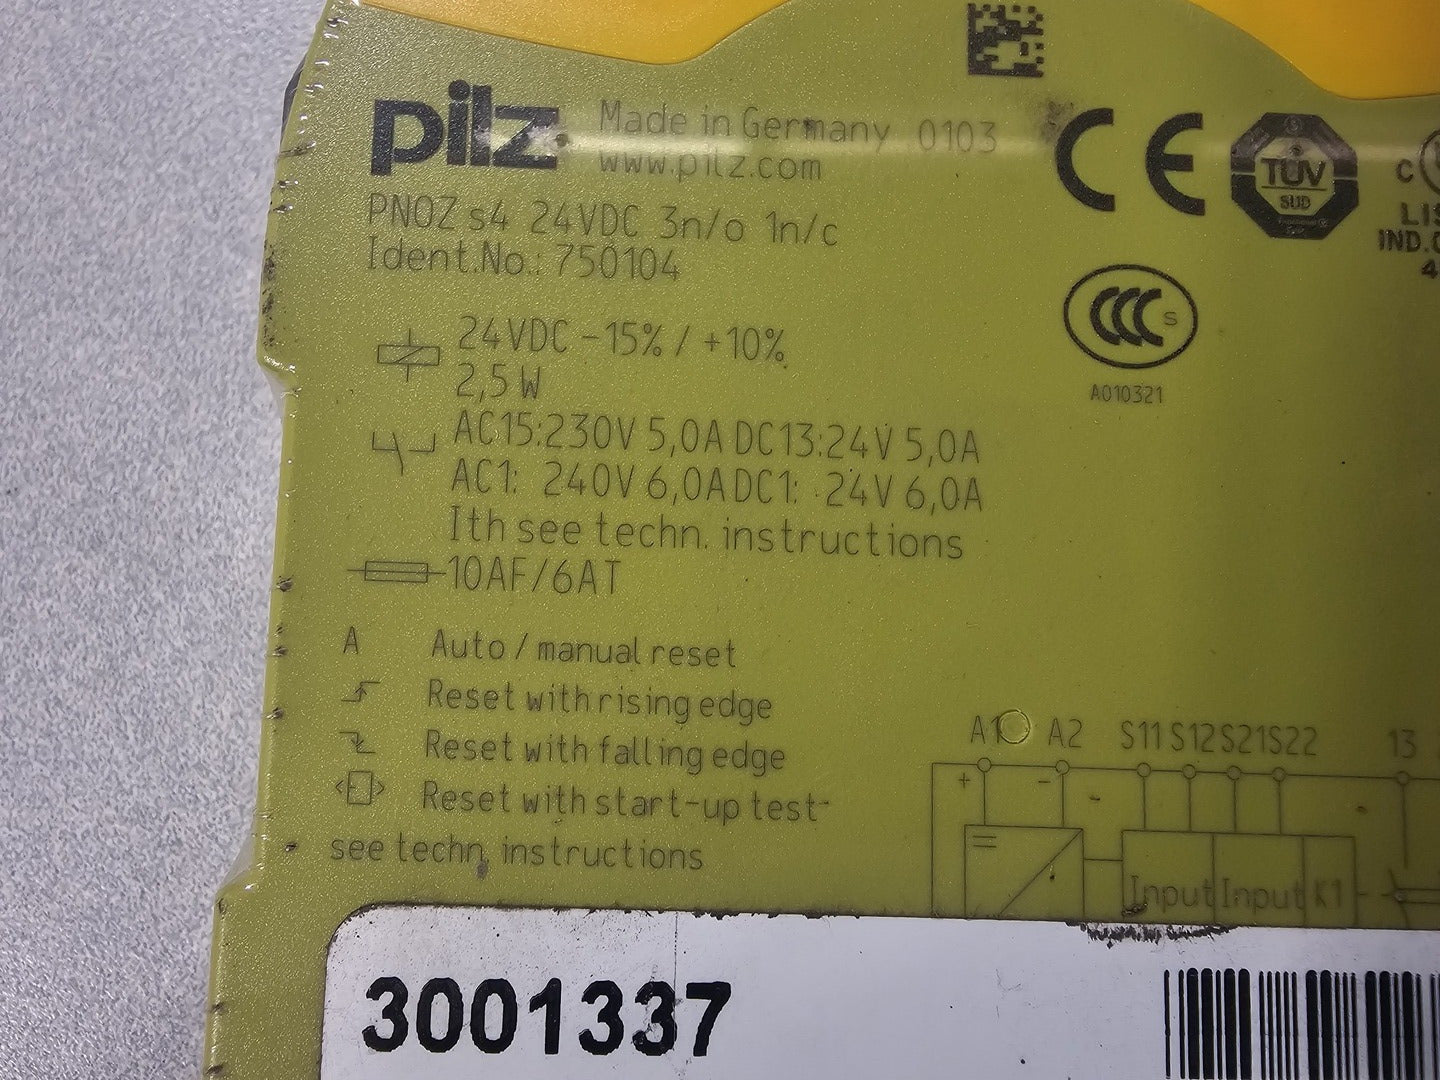 pilz Made in Germany 0103
www.pilz.com
PNOZ s4 24VDC 3n/o 1n/c
Ident.No.: 750104
CE
TÜV
SÜD
C
LIS
IND.C
4
24VDC -15% / +10%
2,5 W
CCC S
A010321
AC15:230V 5,0A DC13:24V 5,0A
AC1: 240V 6,0A DC1: 24V 6,0A
Ith see techn. instructions
10AF/6AT
A Auto / manual reset
Reset with rising edge
Reset with falling edge
Reset with start-up test-
see techn. instructions
A1 A2 S11 S12 S21 S22 13
+ -
= Input Input K1
3001337